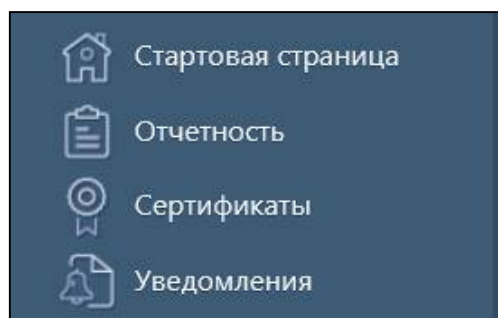 Стартовая страница
Отчетность
Сертификаты
Уведомления